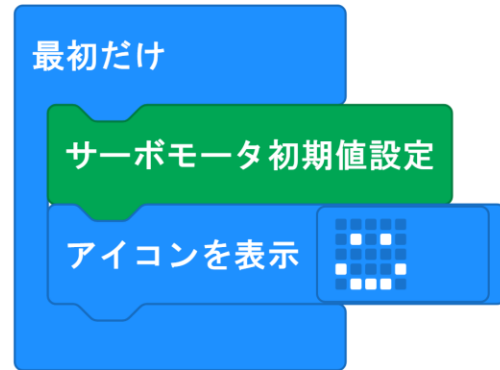 最初だけ
サーボモータ初期値設定
アイコンを表示